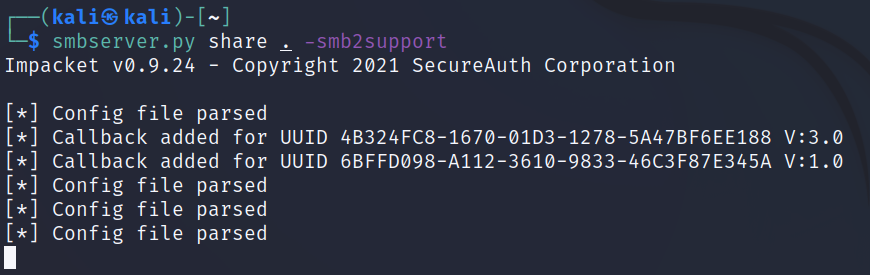 ┌──(kali㉿kali)-[~]
└─$ smbserver.py share . -smb2support
Impacket v0.9.24 - Copyright 2021 SecureAuth Corporation
[*] Config file parsed
[*] Callback added for UUID 4B324FC8-1670-01D3-1278-5A47BF6EE188 V:3.0
[*] Callback added for UUID 6BFFD098-A112-3610-9833-46C3F87E345A V:1.0
[*] Config file parsed
[*] Config file parsed
[*] Config file parsed